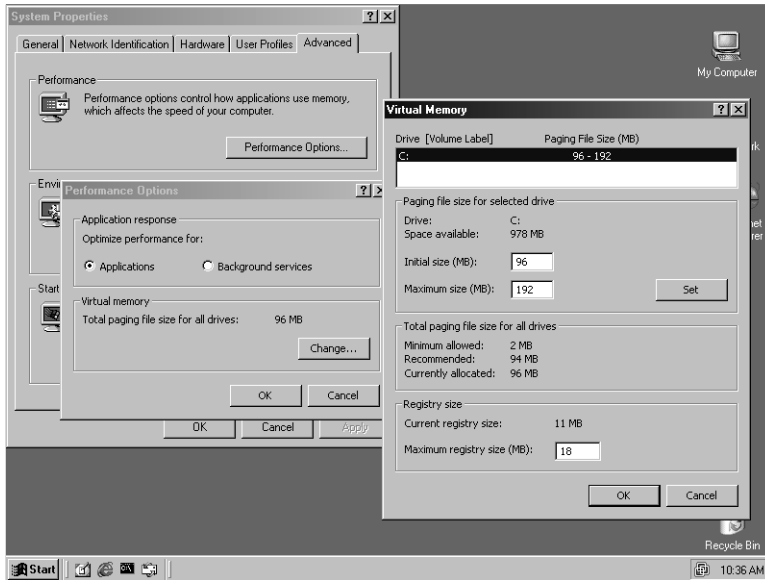 System Properties
General
Network Identification
Hardware
User Profiles
Advanced
Performance
Performance options control how applications use memory,
which affects the speed of your computer.
Performance Options...
Envi
Start
OK
Cancel
Apply
Performance Options
Application response
Optimize performance for:
Applications
Background services
Virtual memory
Total paging file size for all drives: 96 MB
Change...
OK
Cancel
Virtual Memory
Drive [Volume Label] Paging File Size (MB)
C: 96 - 192
Paging file size for selected drive
Drive: C:
Space available: 978 MB
Initial size (MB): 96
Maximum size (MB): 192
Set
Total paging file size for all drives
Minimum allowed: 2 MB
Recommended: 94 MB
Currently allocated: 96 MB
Registry size
Current registry size: 11 MB
Maximum registry size (MB): 18
OK
Cancel
My Computer
rk
net
rer
Recycle Bin
Start
10:36 AM